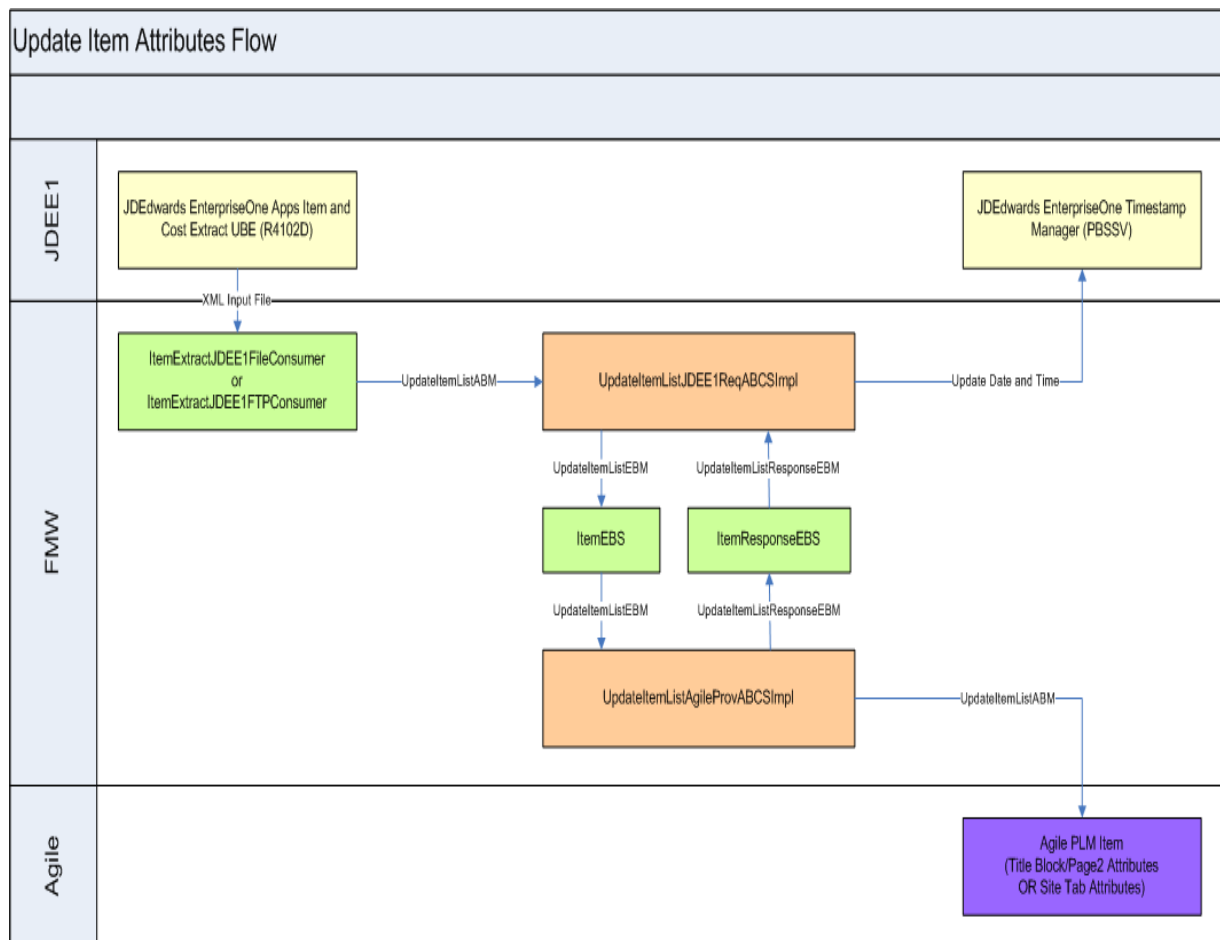 Update Item Attributes Flow
JDEE1
JDEdwards EnterpriseOne Apps Item and
Cost Extract UBE (R4102D)
JDEdwards EnterpriseOne Timestamp
Manager (PBSSV)
XML Input File
FMW
ItemExtractJDEE1FileConsumer
or
ItemExtractJDEE1FTPConsumer
UpdateItemListABM
UpdateItemListJDEE1ReqABCSImpl
Update Date and Time
UpdateItemListEBM
UpdateItemListResponseEBM
ItemEBS
ItemResponseEBS
UpdateItemListEBM
UpdateItemListResponseEBM
UpdateItemListAgileProvABCSImpl
UpdateItemListABM
Agile
Agile PLM Item
(Title Block/Page2 Attributes
OR Site Tab Attributes)